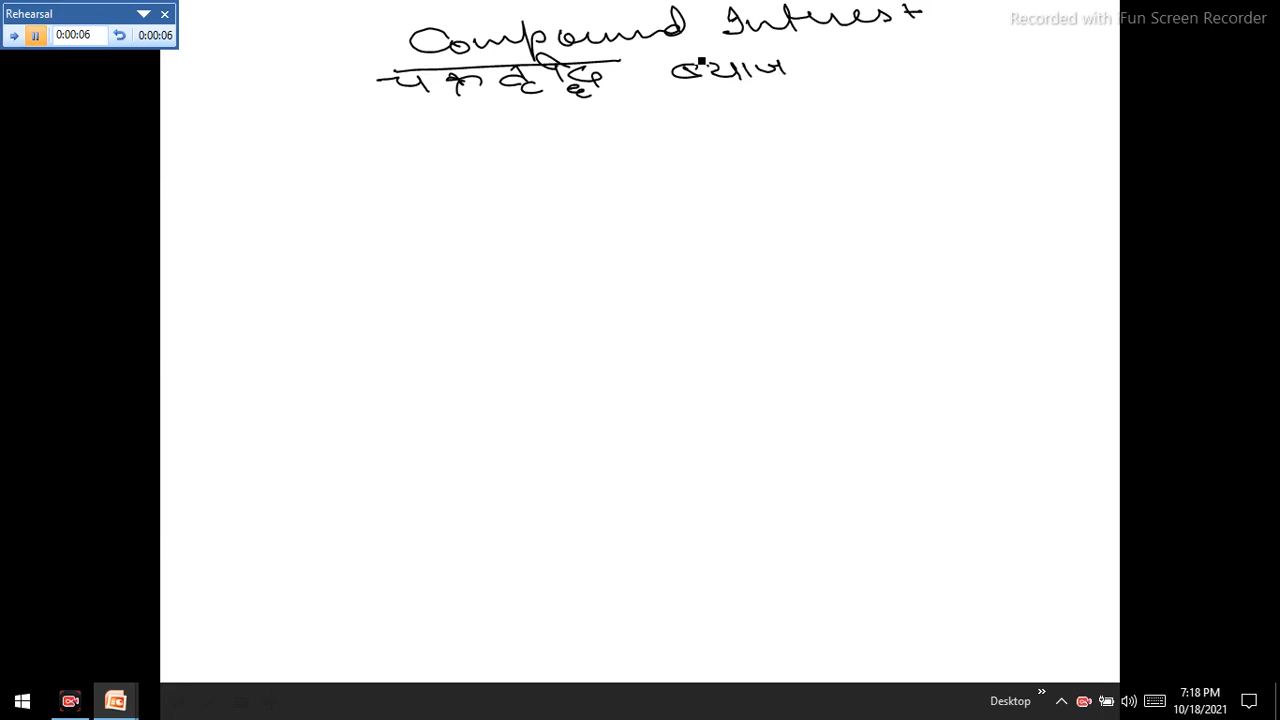 Rehearsal
0:00:06 0:00:06
Recorded with iFun Screen Recorder
Compound Interest
चक्रवृद्धि ब्याज
Desktop
7:18 PM
10/18/2021